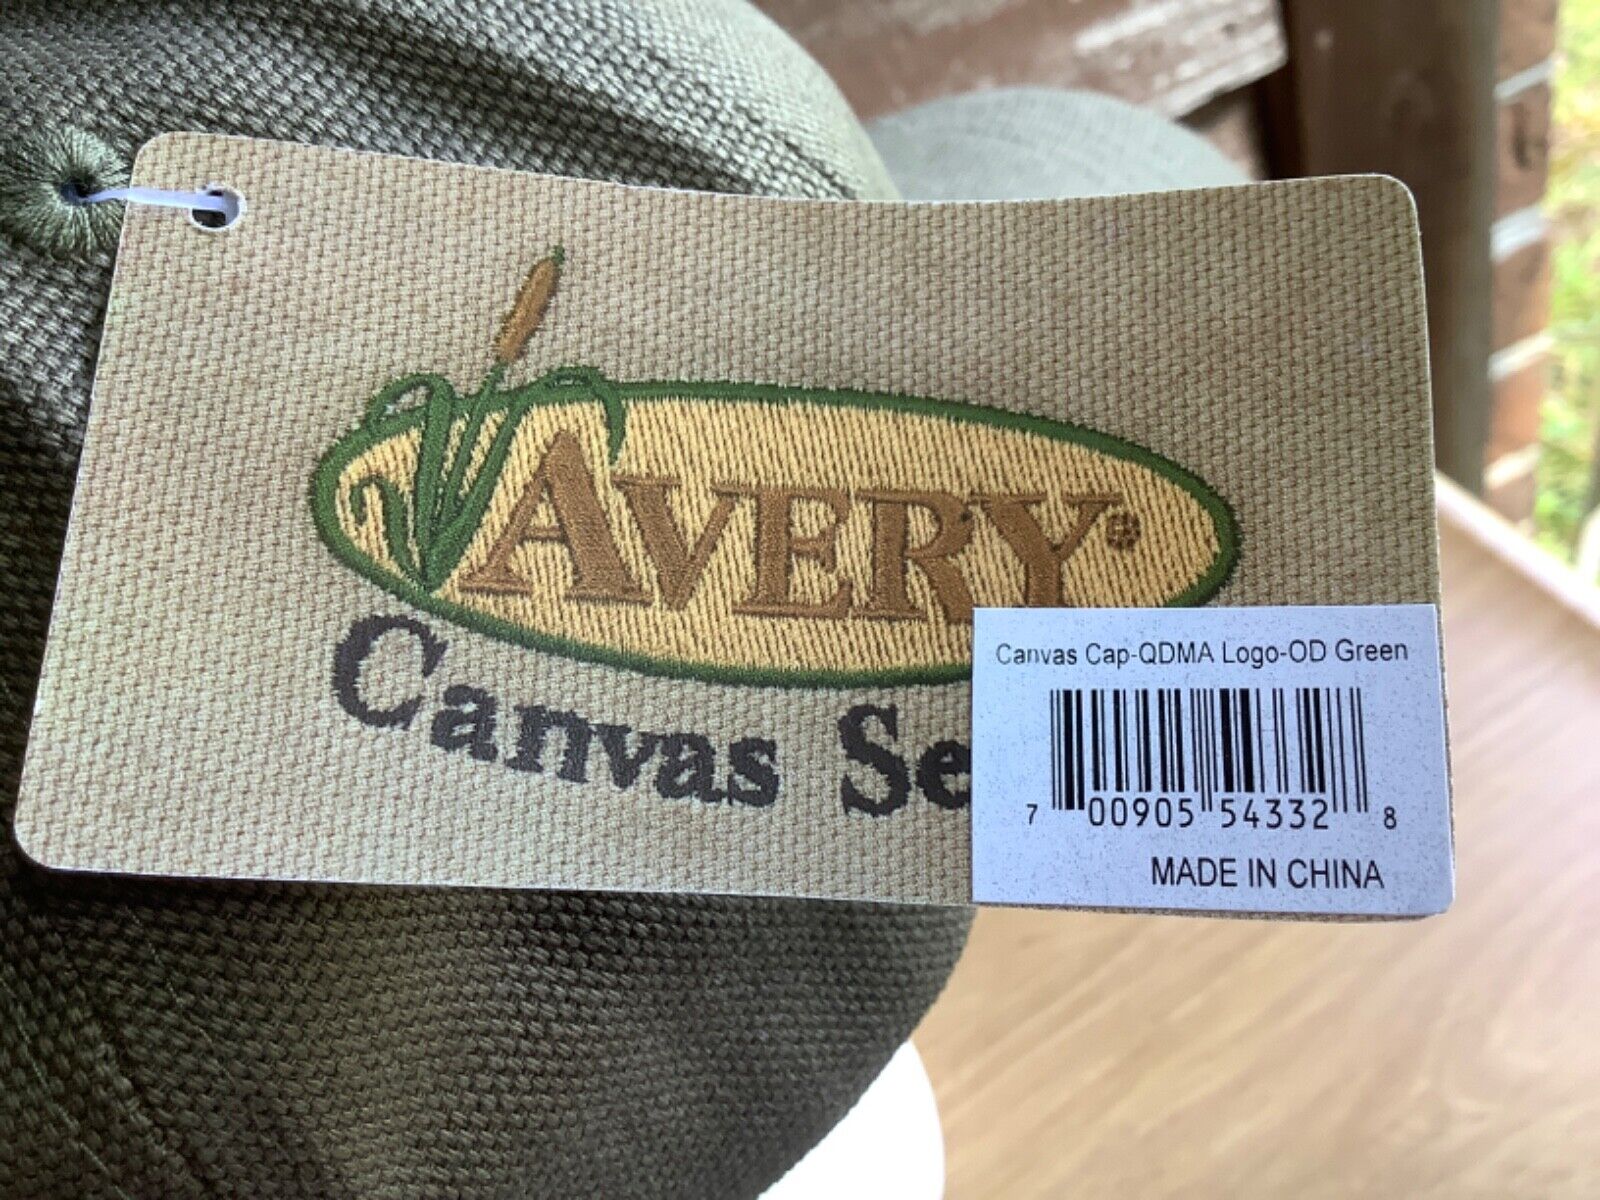 AVERY®
Canvas Se
Canvas Cap-QDMA Logo-OD Green
7 00905 54332 8
MADE IN CHINA